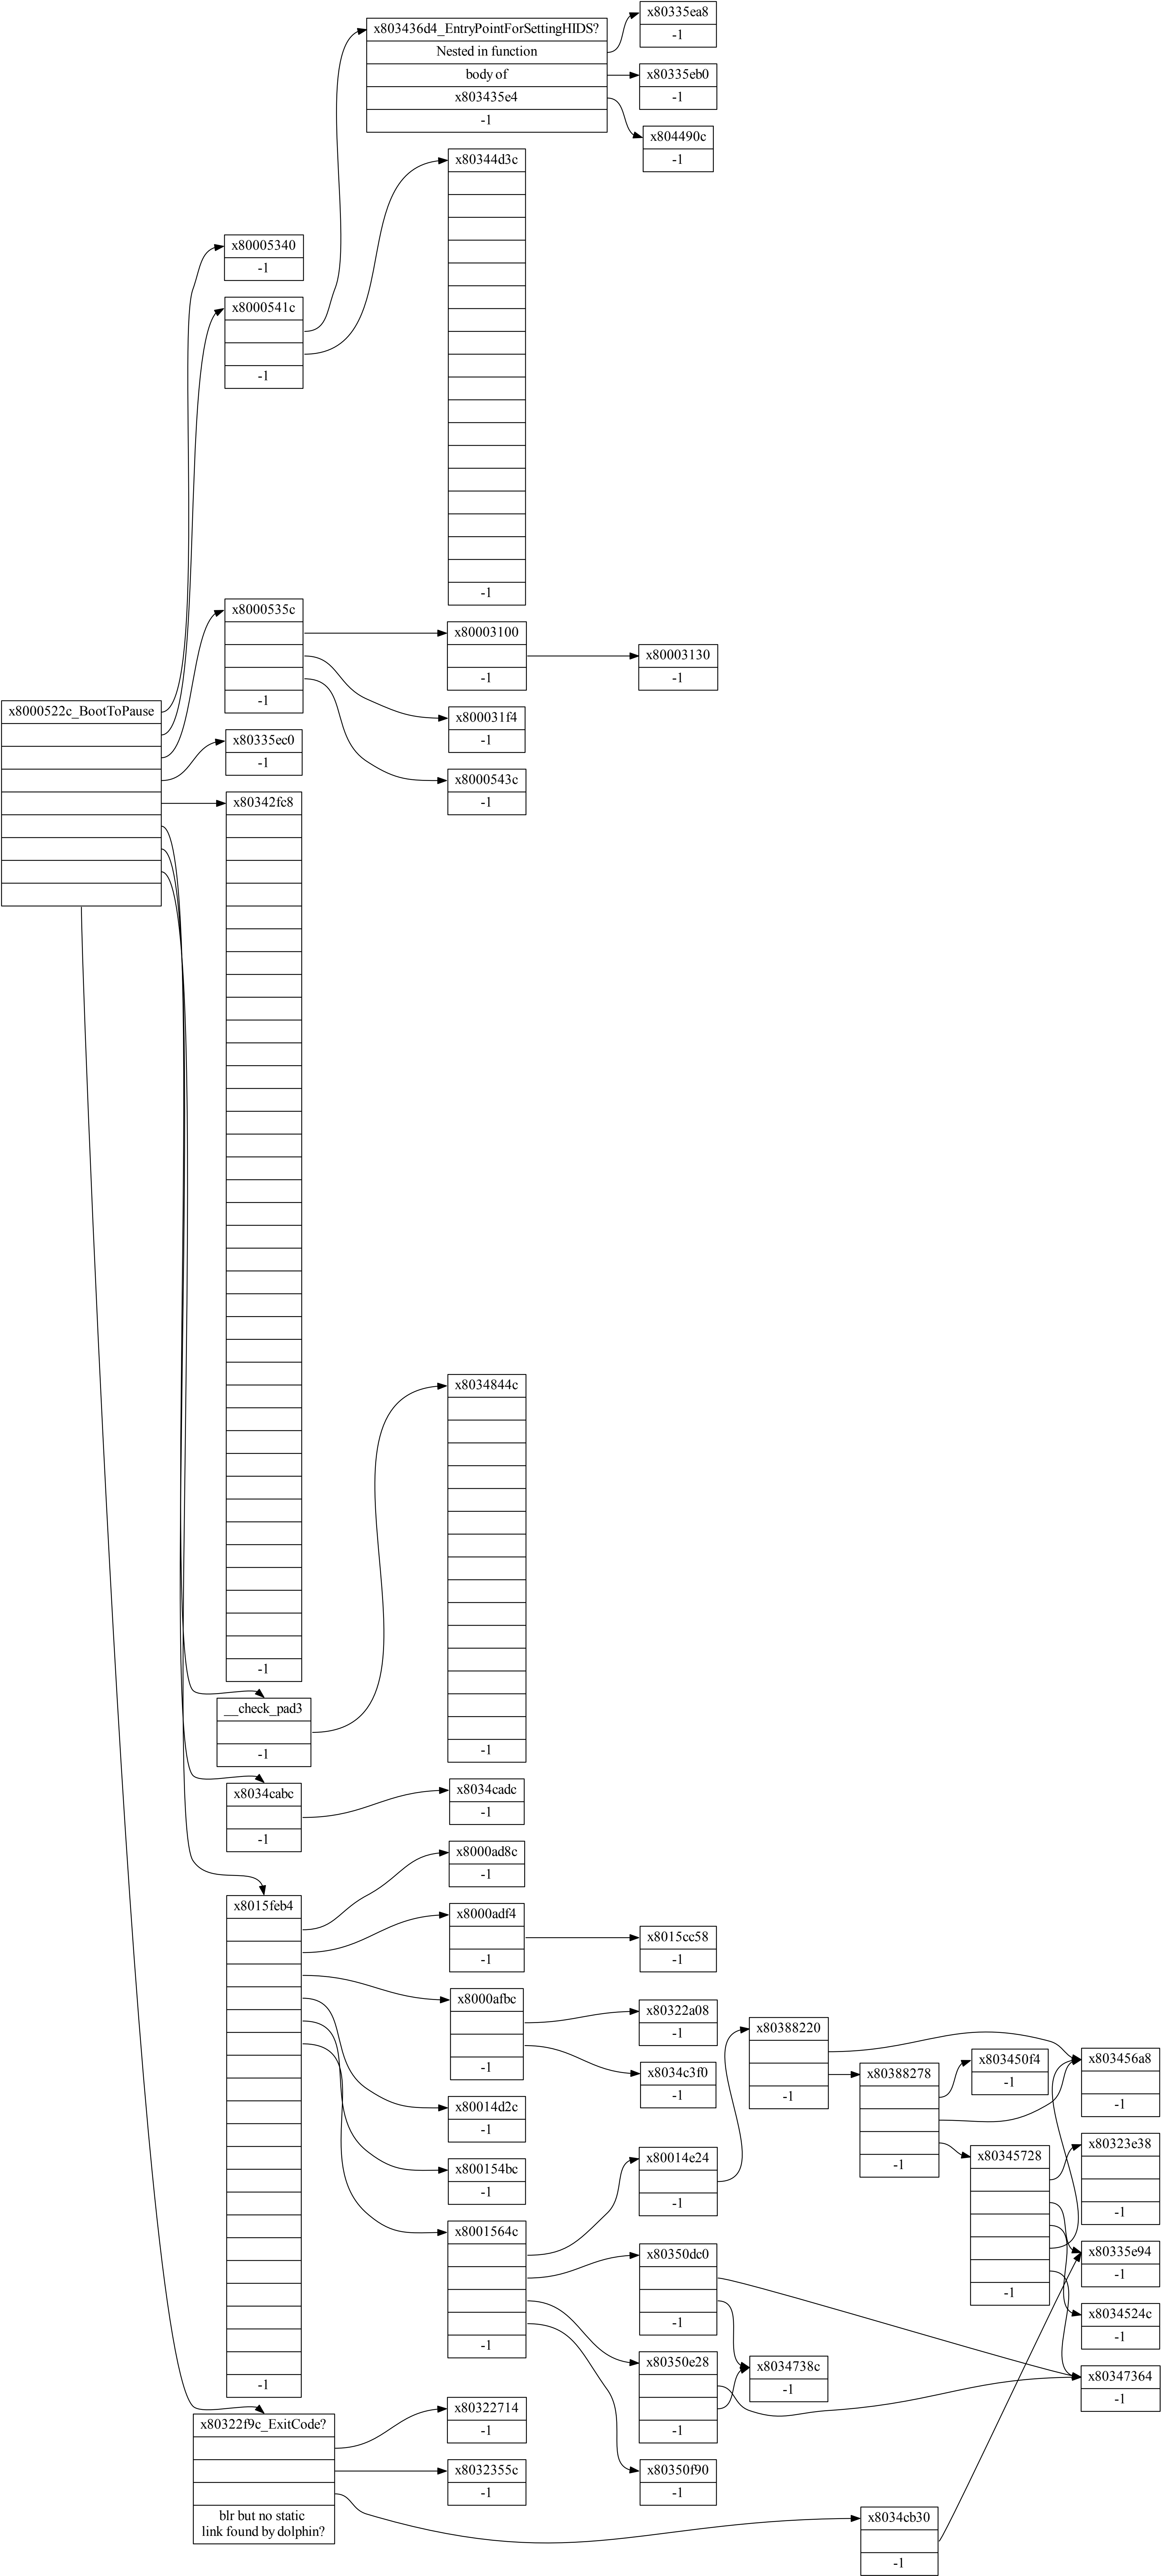 x803436d4_EntryPointForSettingHIDS?
Nested in function
body of
x803435e4
-1
x80335ea8
-1
x80335eb0
-1
x804490c
-1
x80344d3c
-1
x80005340
-1
x8000541c
-1
x8000535c
-1
x80003100
-1
x80003130
-1
x800031f4
-1
x8000543c
-1
x8000522c_BootToPause
x80335ec0
-1
x80342fc8
-1
x8034844c
-1
__check_pad3
-1
x8034cabc
-1
x8034cadc
-1
x8015feb4
-1
x8000ad8c
-1
x8000adf4
-1
x8015cc58
-1
x8000afbc
-1
x80322a08
-1
x8034c3f0
-1
x80388220
-1
x80388278
-1
x803450f4
-1
x803456a8
-1
x80014d2c
-1
x800154bc
-1
x80014e24
-1
x80345728
-1
x80323e38
-1
x8001564c
-1
x80350dc0
-1
x80335e94
-1
x8034524c
-1
x80350e28
-1
x8034738c
-1
x80347364
-1
x80350f90
-1
x80322f9c_ExitCode?
blr but no static
link found by dolphin?
x80322714
-1
x8032355c
-1
x8034cb30
-1